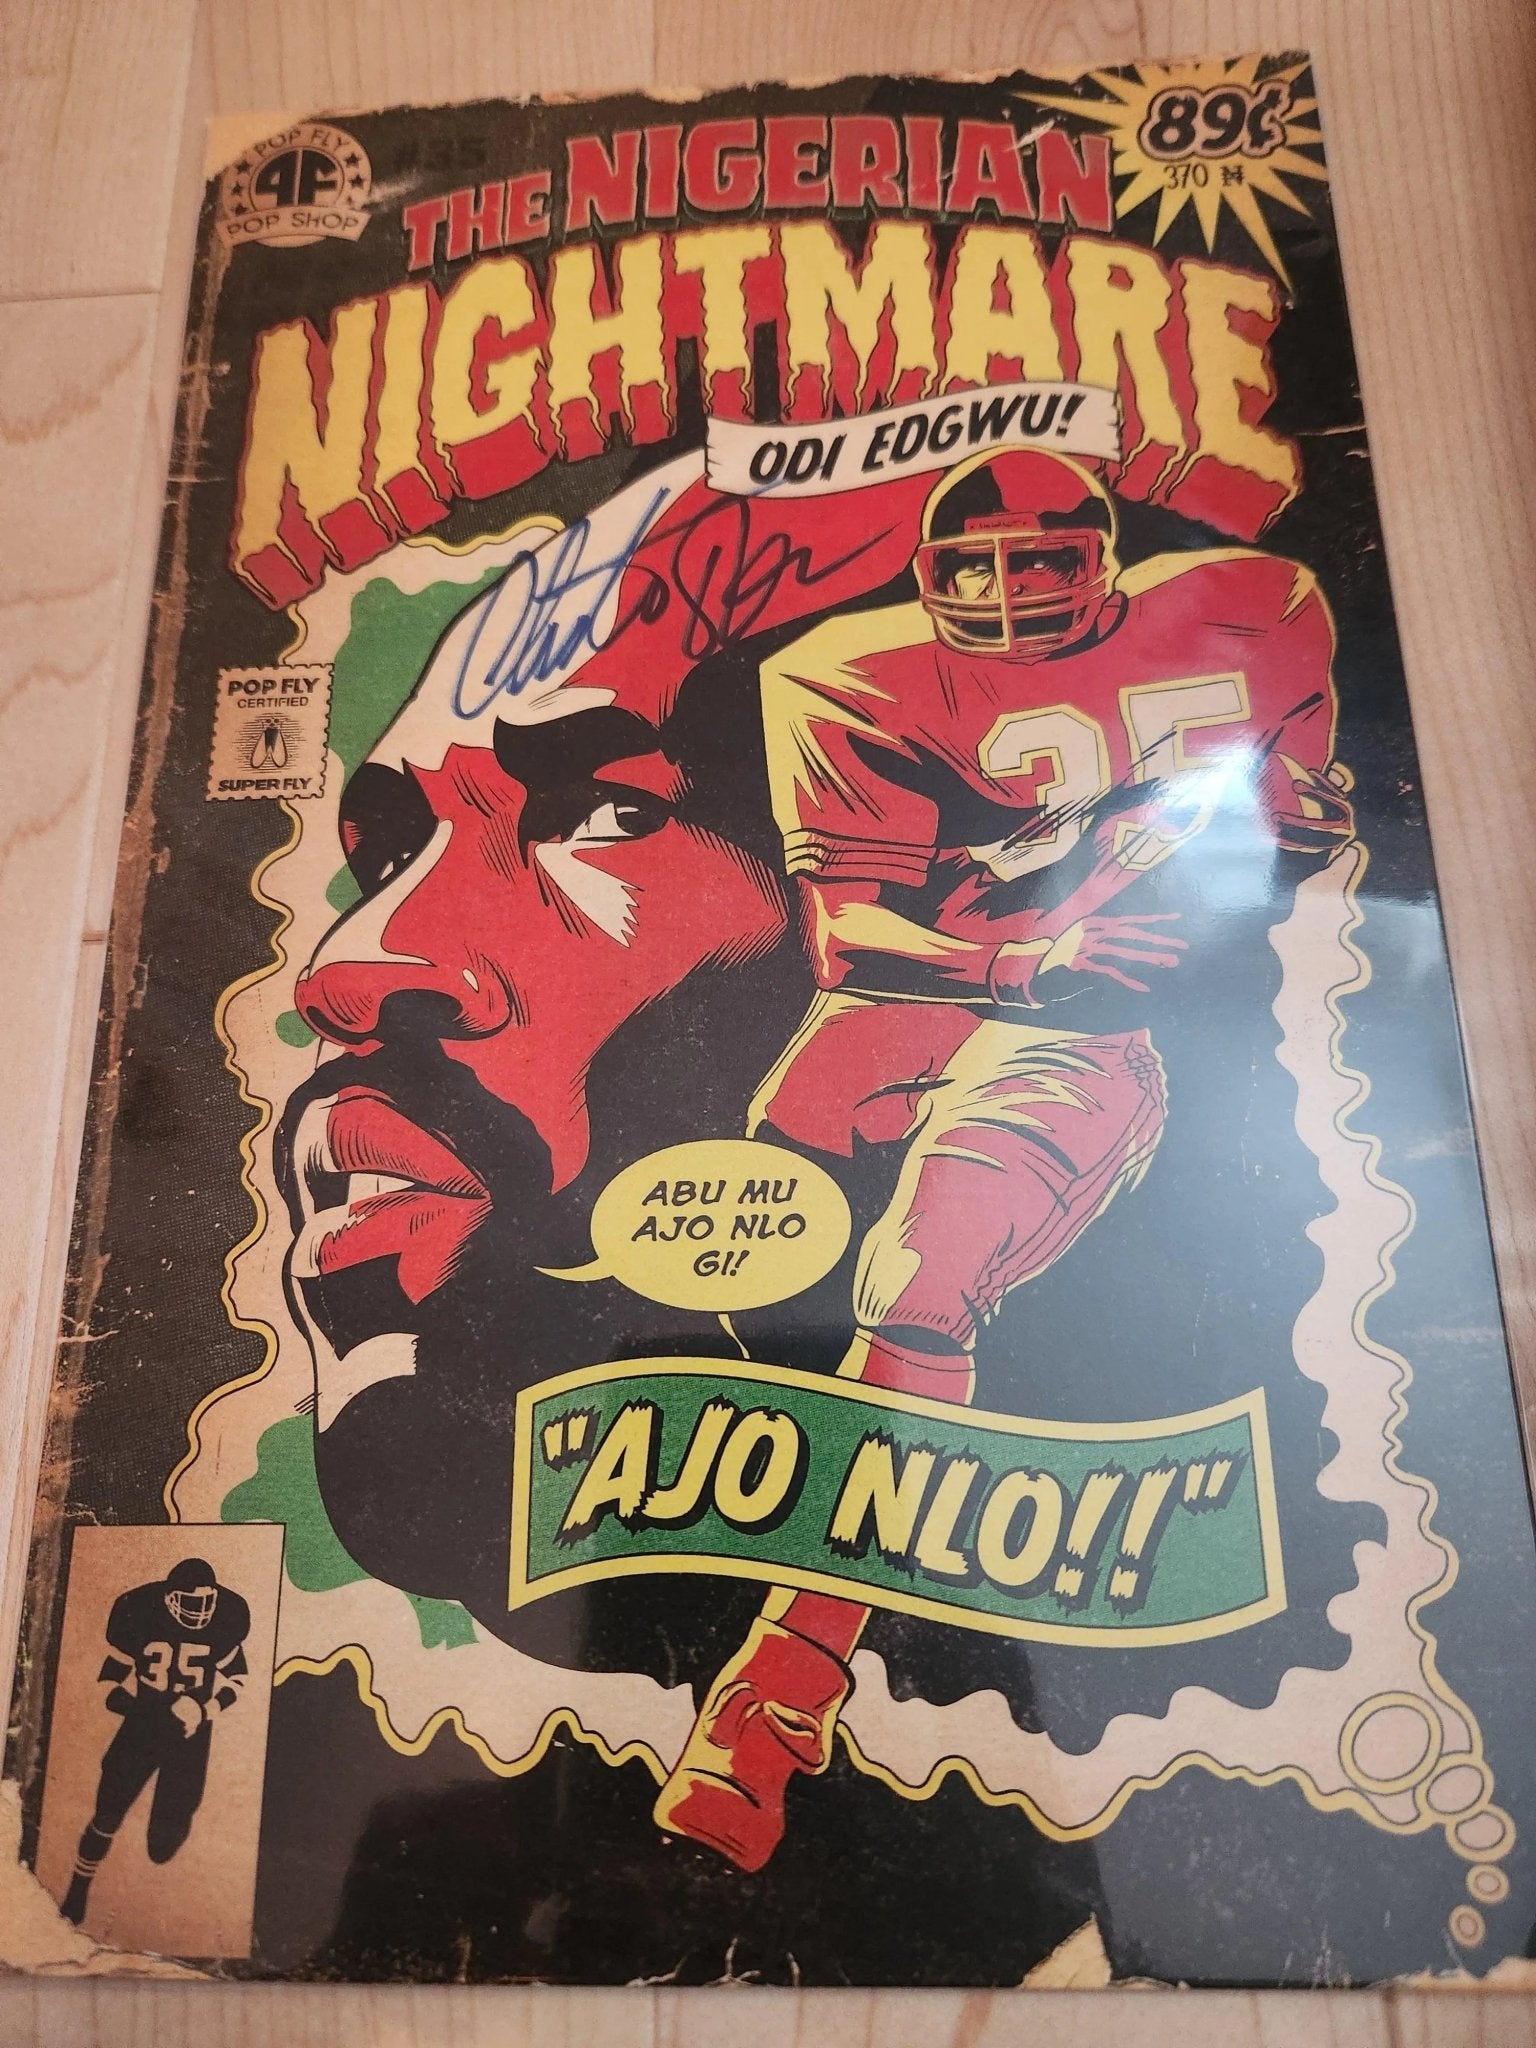 POP FLY
PF
POP SHOP
#35
THE NIGERIAN
NIGHTMARE
89¢
370 ₦
ODI EDGWU!
POP FLY
CERTIFIED
SUPER FLY
35
ABU MU
AJO NLO
GI!
"AJO NLO!!"
35